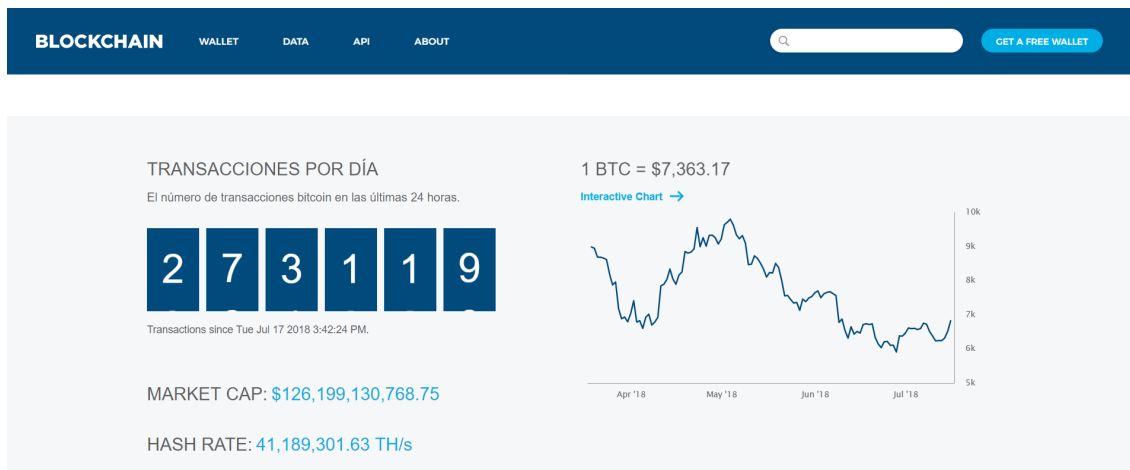 BLOCKCHAIN WALLET DATA API ABOUT GET A FREE WALLET
TRANSACCIONES POR DÍA
El número de transacciones bitcoin en las últimas 24 horas.
2 7 3 1 1 9
Transactions since Tue Jul 17 2018 3:42:24 PM.
MARKET CAP: $126,199,130,768.75
HASH RATE: 41,189,301.63 TH/s
1 BTC = $7,363.17
Interactive Chart →
10k
9k
8k
7k
6k
5k
Apr '18 May '18 Jun '18 Jul '18